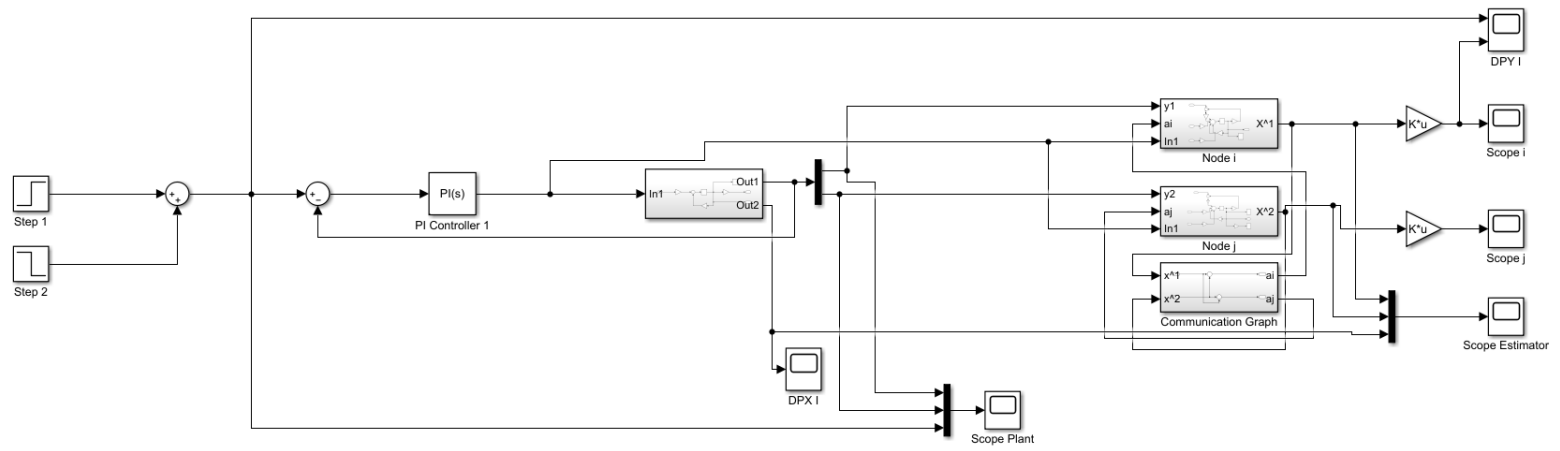 DPY I
y1
ai
In1
X^1
Node i
K*u
Scope i
+
+
Step 1
+
−
PI(s)
PI Controller 1
In1
Out1
Out2
y2
aj
In1
X^2
Node j
K*u
Scope j
Step 2
x^1
x^2
ai
aj
Communication Graph
Scope Estimator
DPX I
Scope Plant